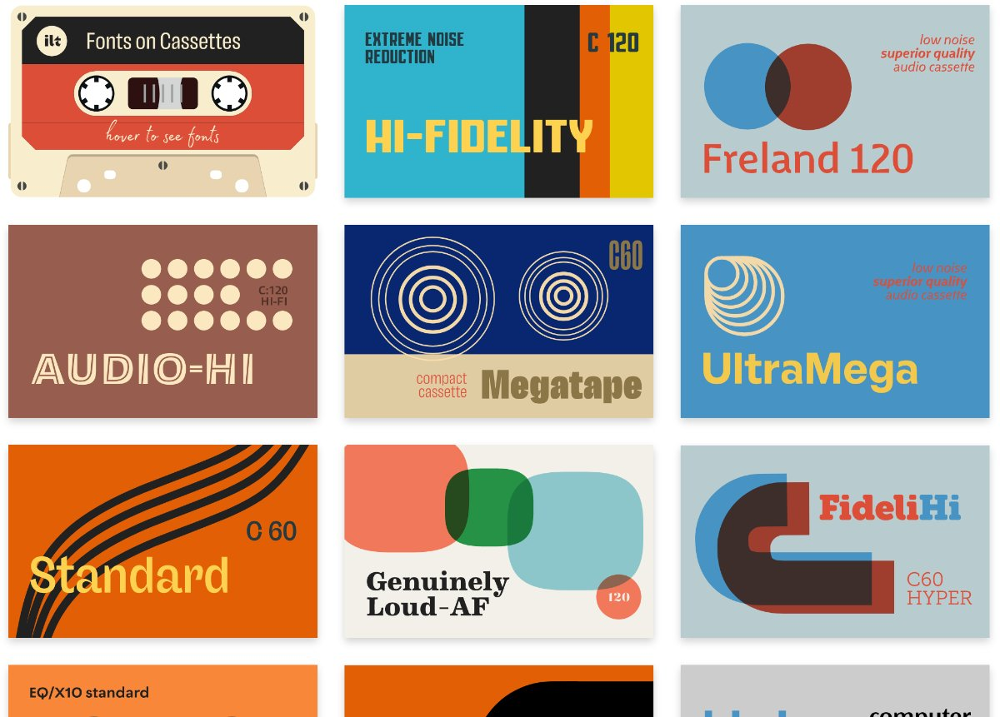 ilt Fonts on Cassettes
hover to see fonts
EXTREME NOISE
REDUCTION
C 120
HI-FIDELITY
low noise
superior quality
audio cassette
Freland 120
C:120
HI-FI
AUDIO=HI
C60
compact
cassette
Megatape
low noise
superior quality
audio cassette
UltraMega
C 60
Standard
Genuinely
Loud-AF
120
FideliHi
C60
HYPER
EQ/X10 standard
computer